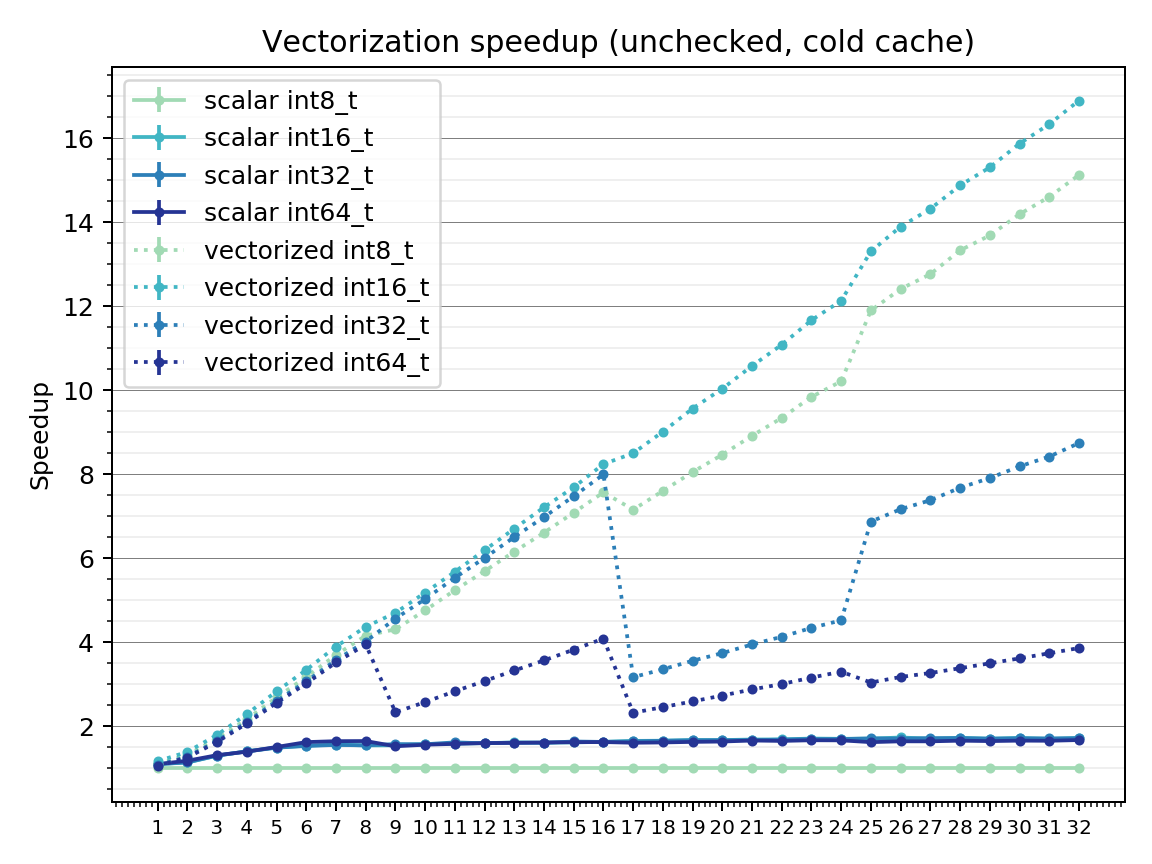 Vectorization speedup (unchecked, cold cache)
scalar int8_t
scalar int16_t
scalar int32_t
scalar int64_t
vectorized int8_t
vectorized int16_t
vectorized int32_t
vectorized int64_t
Speedup
16
14
12
10
8
6
4
2
1 2 3 4 5 6 7 8 9 10 11 12 13 14 15 16 17 18 19 20 21 22 23 24 25 26 27 28 29 30 31 32